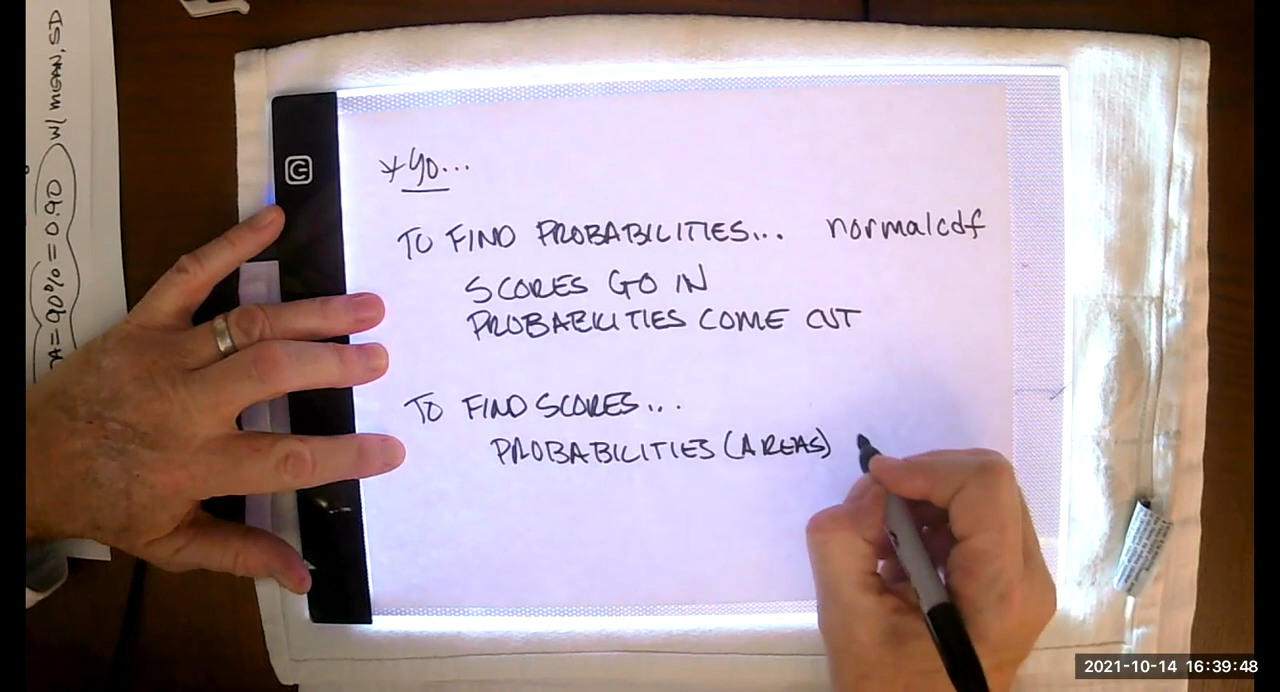 *yo...
TO FIND PROBABILITIES... normalcdf
SCORES GO IN
PROBABILITIES COME OUT
TO FIND SCORES...
PROBABILITIES (AREAS)
= 90% = 0.90 w/ MEAN, SD
2021-10-14 16:39:48